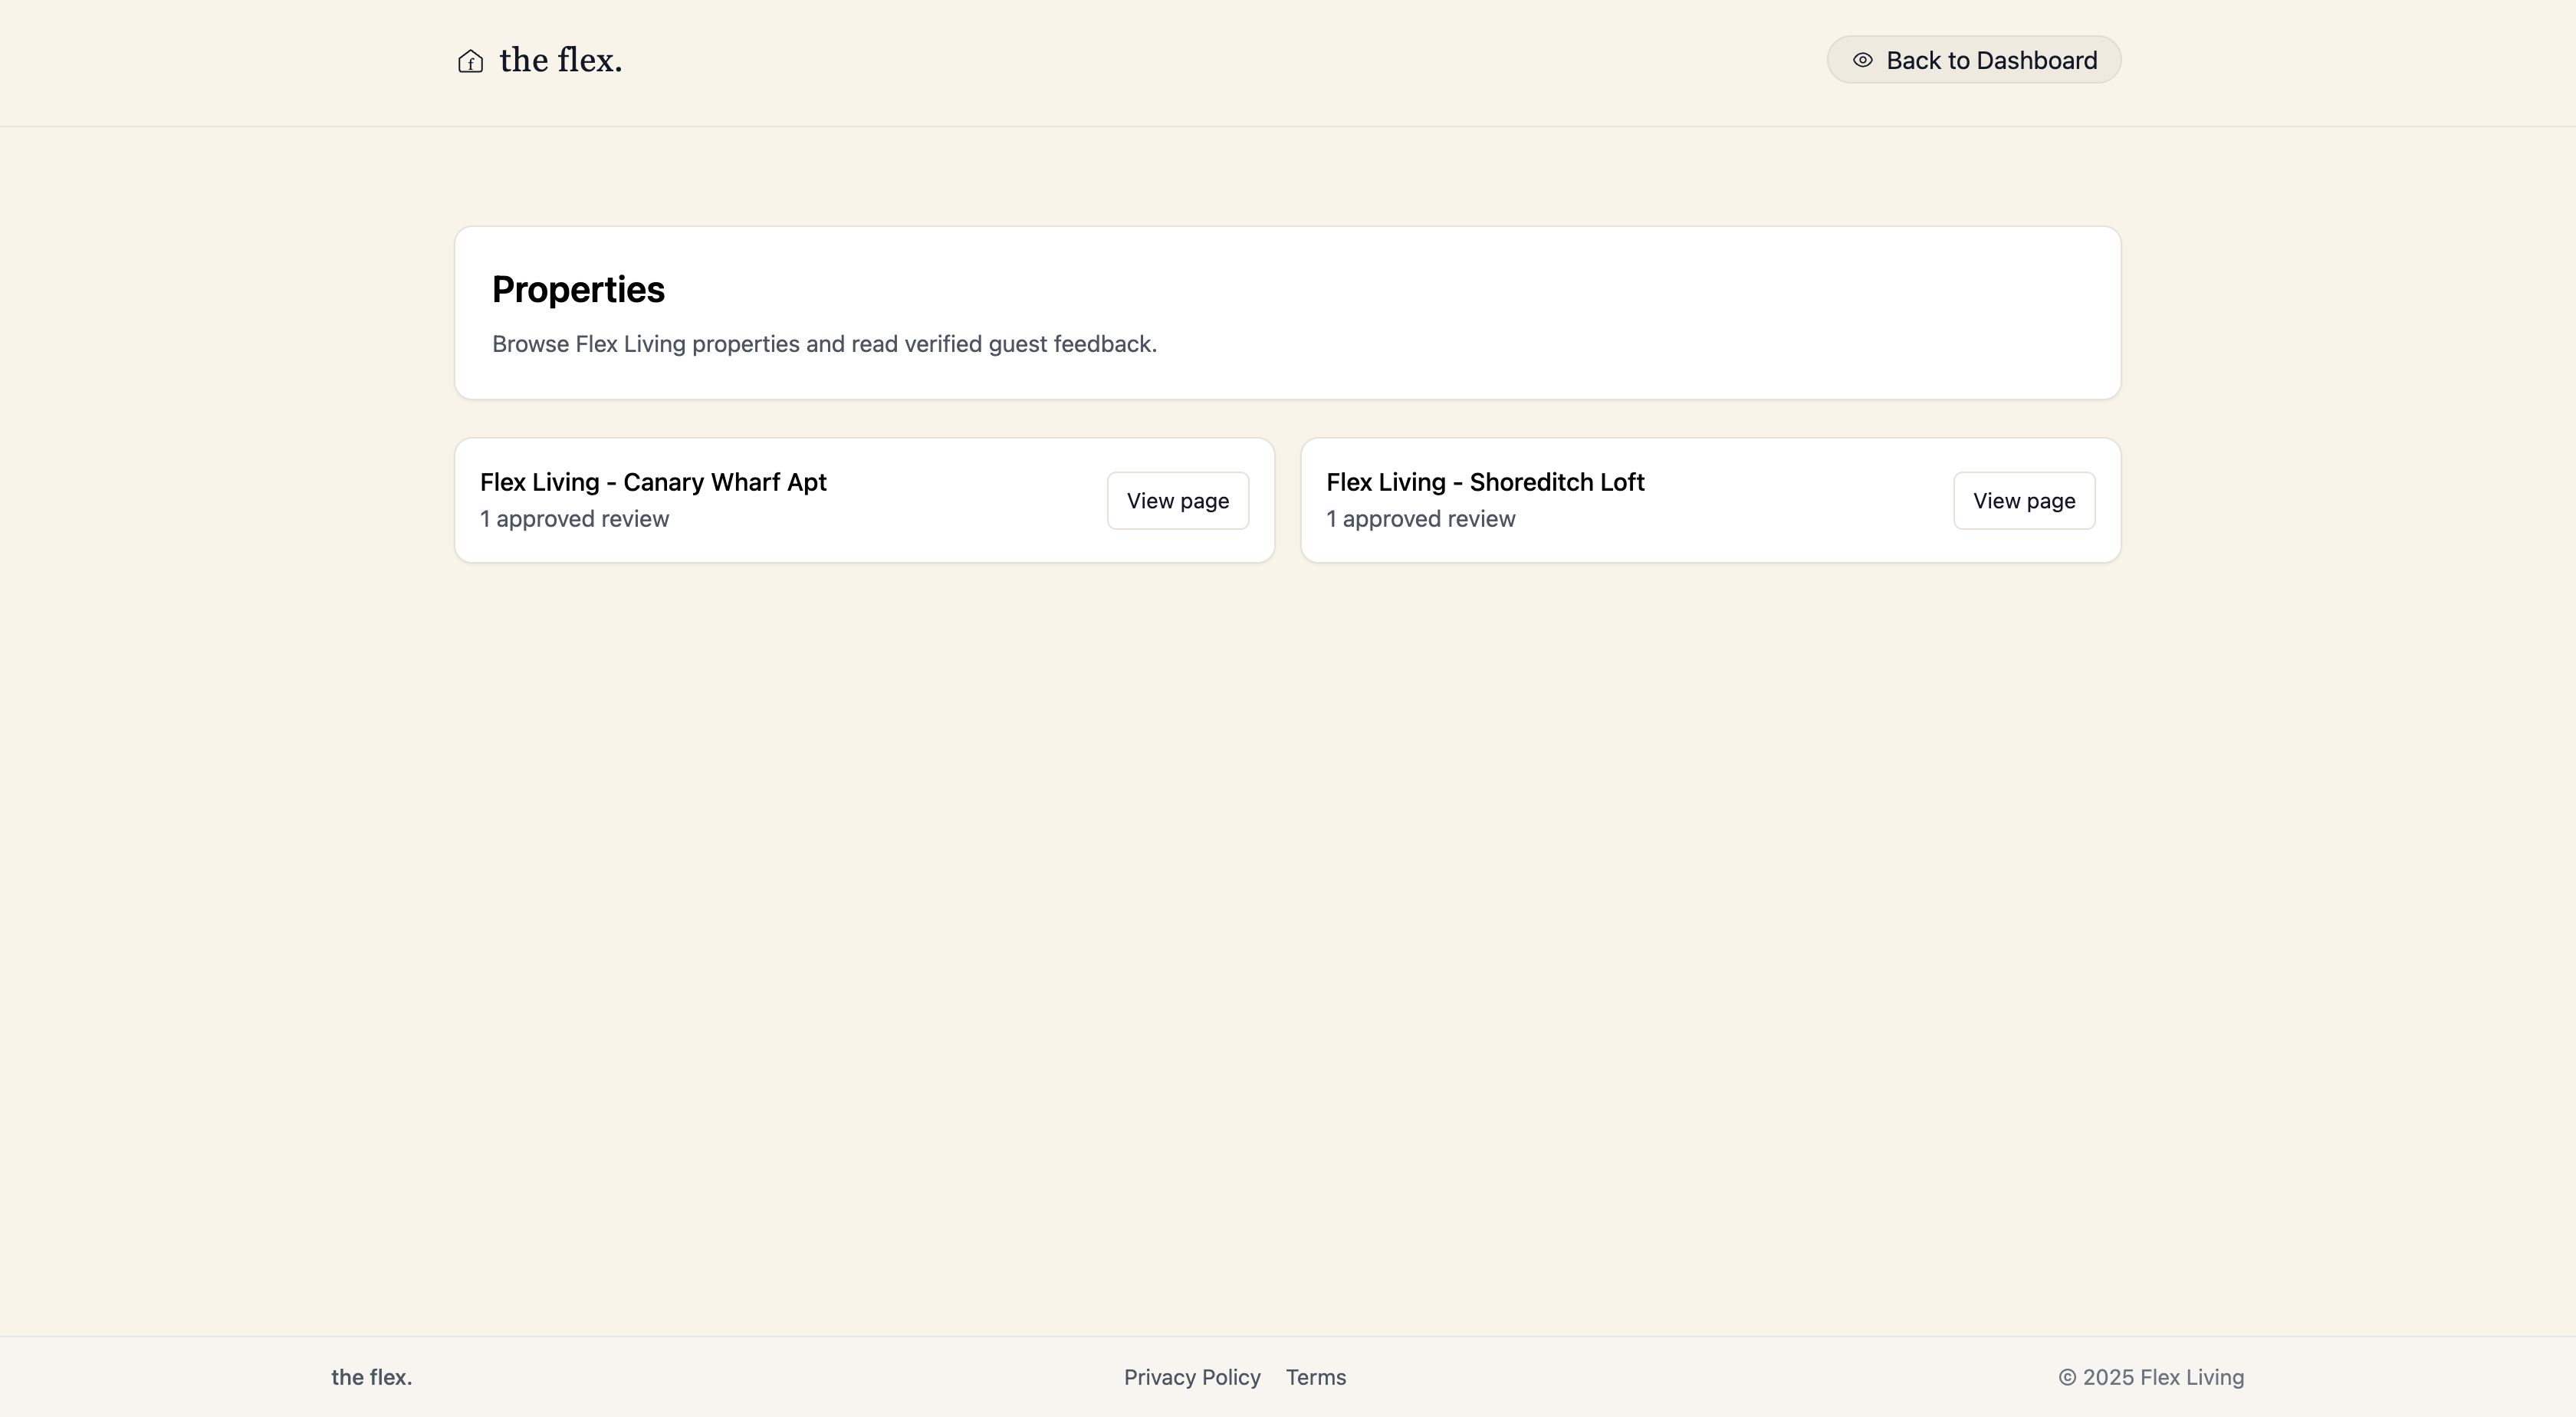 the flex.
Back to Dashboard
Properties
Browse Flex Living properties and read verified guest feedback.
Flex Living - Canary Wharf Apt
1 approved review
View page
Flex Living - Shoreditch Loft
1 approved review
View page
the flex.
Privacy Policy
Terms
© 2025 Flex Living